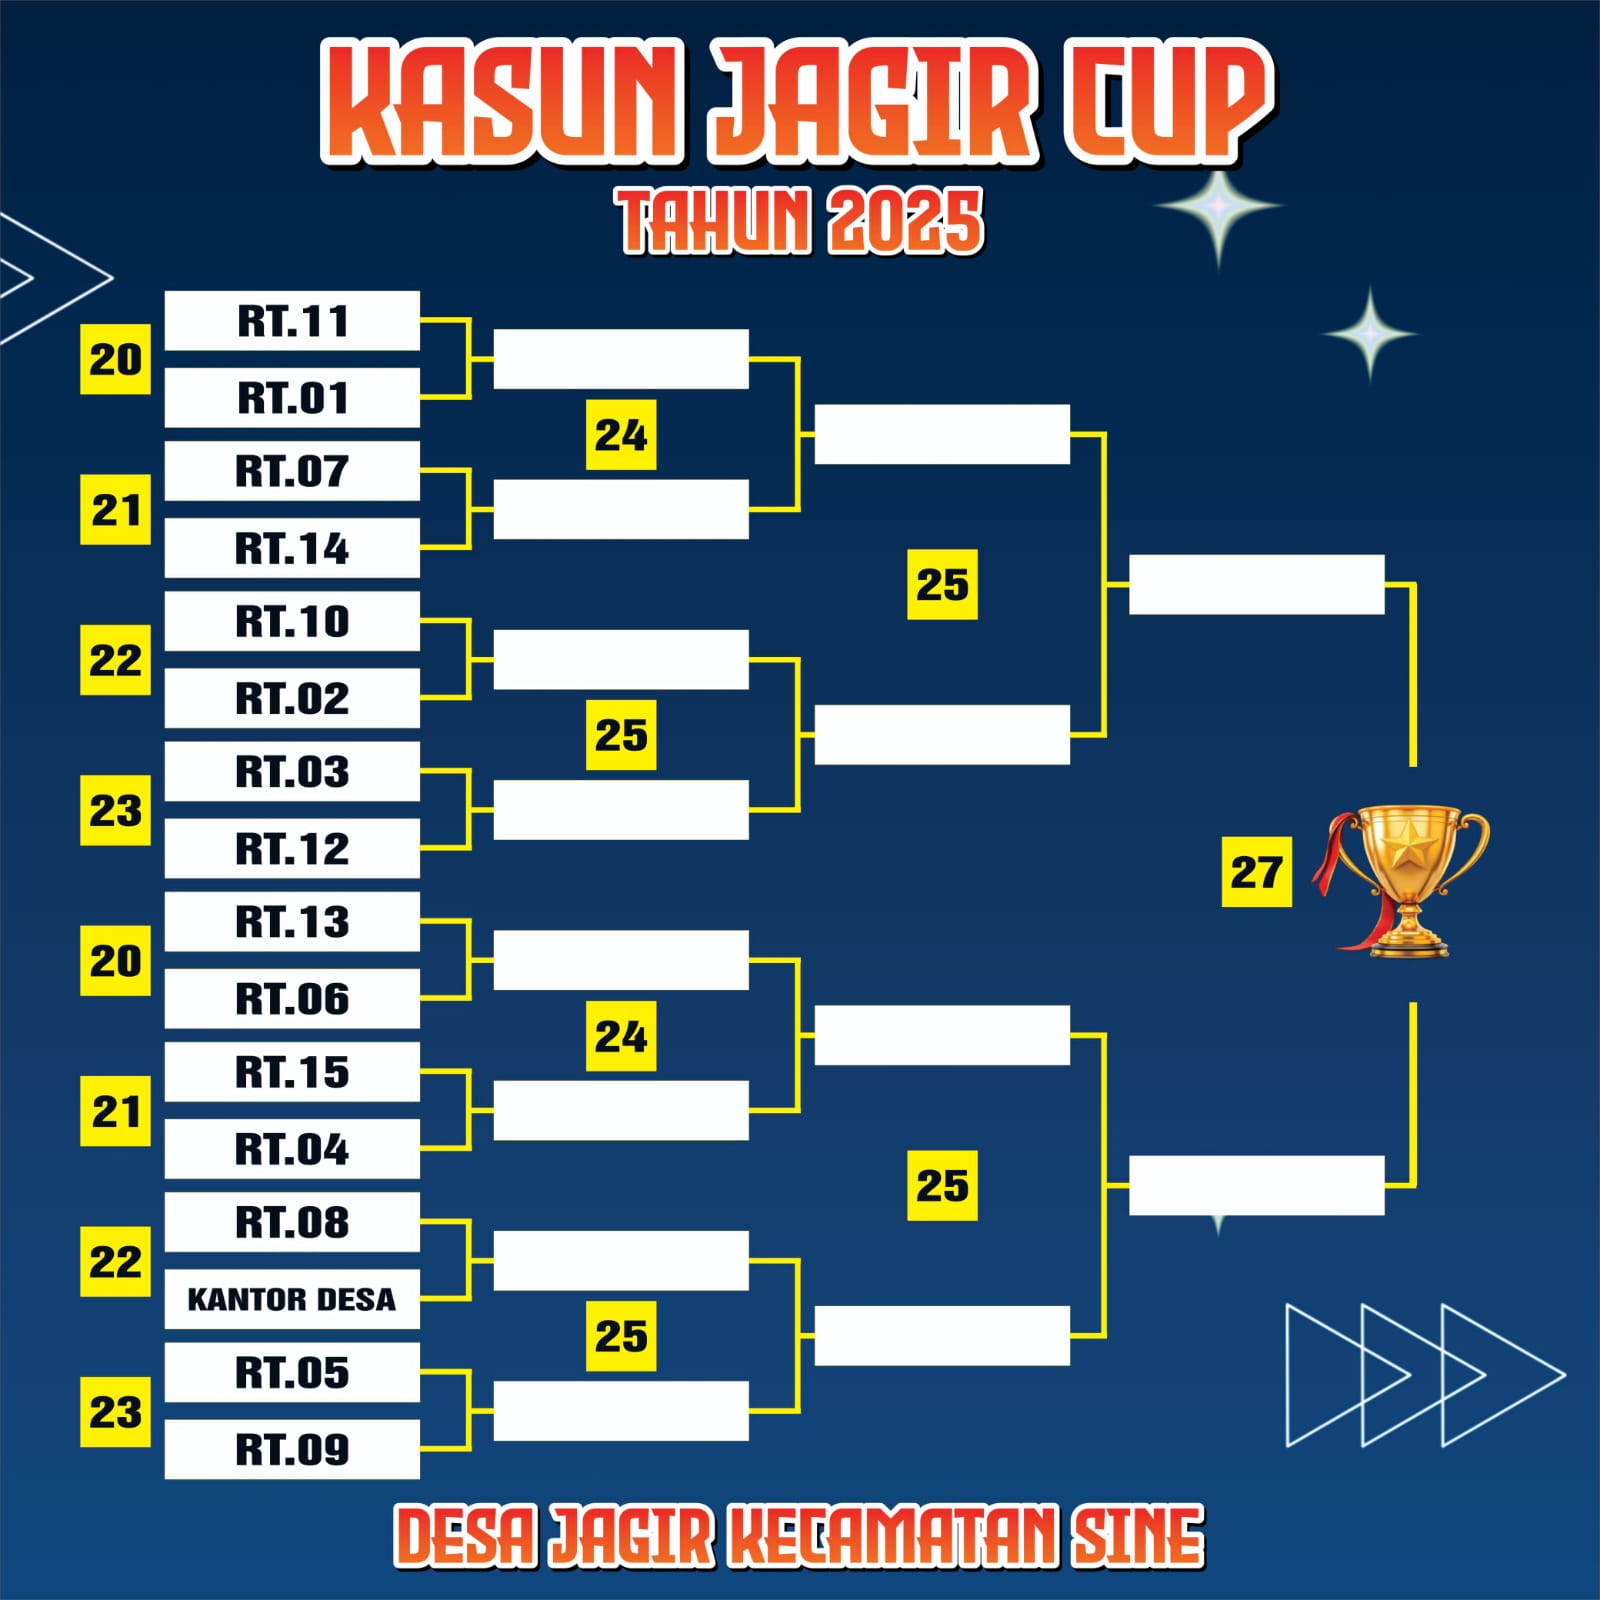 KASUN JAGIR CUP
TAHUN 2025
20
RT.11
RT.01
24
21
RT.07
RT.14
25
22
RT.10
RT.02
25
23
RT.03
RT.12
27
20
RT.13
RT.06
24
21
RT.15
RT.04
25
22
RT.08
KANTOR DESA
25
23
RT.05
RT.09
DESA JAGIR KECAMATAN SINE